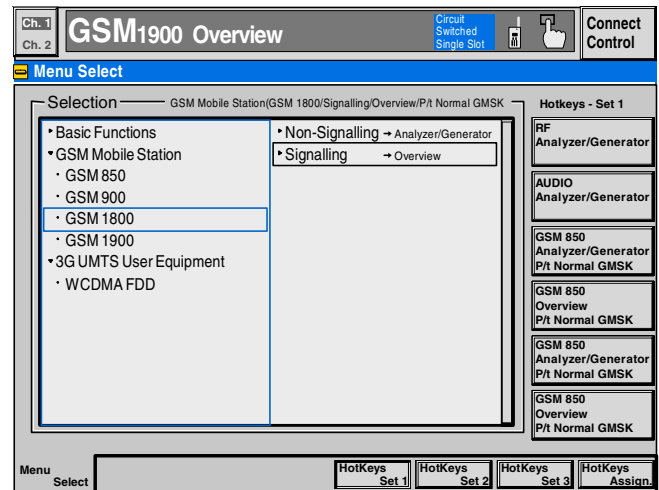 Ch. 1
Ch. 2
GSM1900 Overview
Circuit
Switched
Single Slot
Connect
Control
Menu Select
Selection
GSM Mobile Station(GSM 1800/Signalling/Overview/P/t Normal GMSK
Hotkeys - Set 1
Basic Functions
GSM Mobile Station
GSM 850
GSM 900
GSM 1800
GSM 1900
3G UMTS User Equipment
WCDMA FDD
Non-Signalling → Analyzer/Generator
Signalling → Overview
RF
Analyzer/Generator
AUDIO
Analyzer/Generator
GSM 850
Analyzer/Generator
P/t Normal GMSK
GSM 850
Overview
P/t Normal GMSK
GSM 850
Analyzer/Generator
P/t Normal GMSK
GSM 850
Overview
P/t Normal GMSK
Menu
Select
HotKeys
Set 1
HotKeys
Set 2
HotKeys
Set 3
HotKeys
Assign.